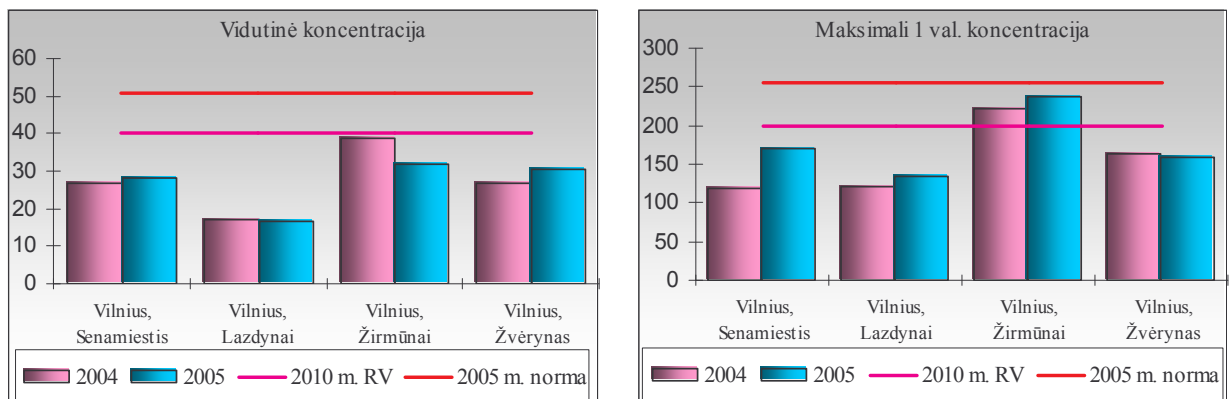 Vidutinė koncentracija
60
50
40
30
20
10
0
Vilnius,
Senamiestis
Vilnius,
Lazdynai
Vilnius,
Žirmūnai
Vilnius,
Žvėrynas
2004
2005
2010 m. RV
2005 m. norma
Maksimali 1 val. koncentracija
300
250
200
150
100
50
0
Vilnius,
Senamiestis
Vilnius,
Lazdynai
Vilnius,
Žirmūnai
Vilnius,
Žvėrynas
2004
2005
2010 m. RV
2005 m. norma